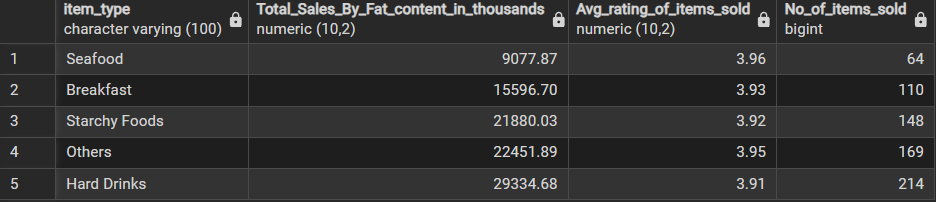 item_type Total_Sales_By_Fat_content_in_thousands Avg_rating_of_items_sold No_of_items_sold
character varying (100) numeric (10,2) numeric (10,2) bigint
1 Seafood 9077.87 3.96 64
2 Breakfast 15596.70 3.93 110
3 Starchy Foods 21880.03 3.92 148
4 Others 22451.89 3.95 169
5 Hard Drinks 29334.68 3.91 214